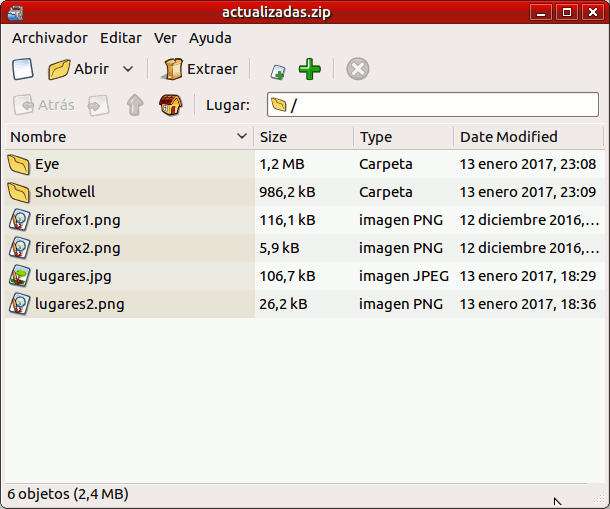 actualizadas.zip
Archivador Editar Ver Ayuda
Abrir Extraer
Atrás Lugar: /
Nombre Size Type Date Modified
Eye 1,2 MB Carpeta 13 enero 2017, 23:08
Shotwell 986,2 kB Carpeta 13 enero 2017, 23:09
firefox1.png 116,1 kB imagen PNG 12 diciembre 2016,...
firefox2.png 5,9 kB imagen PNG 12 diciembre 2016,...
lugares.jpg 106,7 kB imagen JPEG 13 enero 2017, 18:29
lugares2.png 26,2 kB imagen PNG 13 enero 2017, 18:36
6 objetos (2,4 MB)